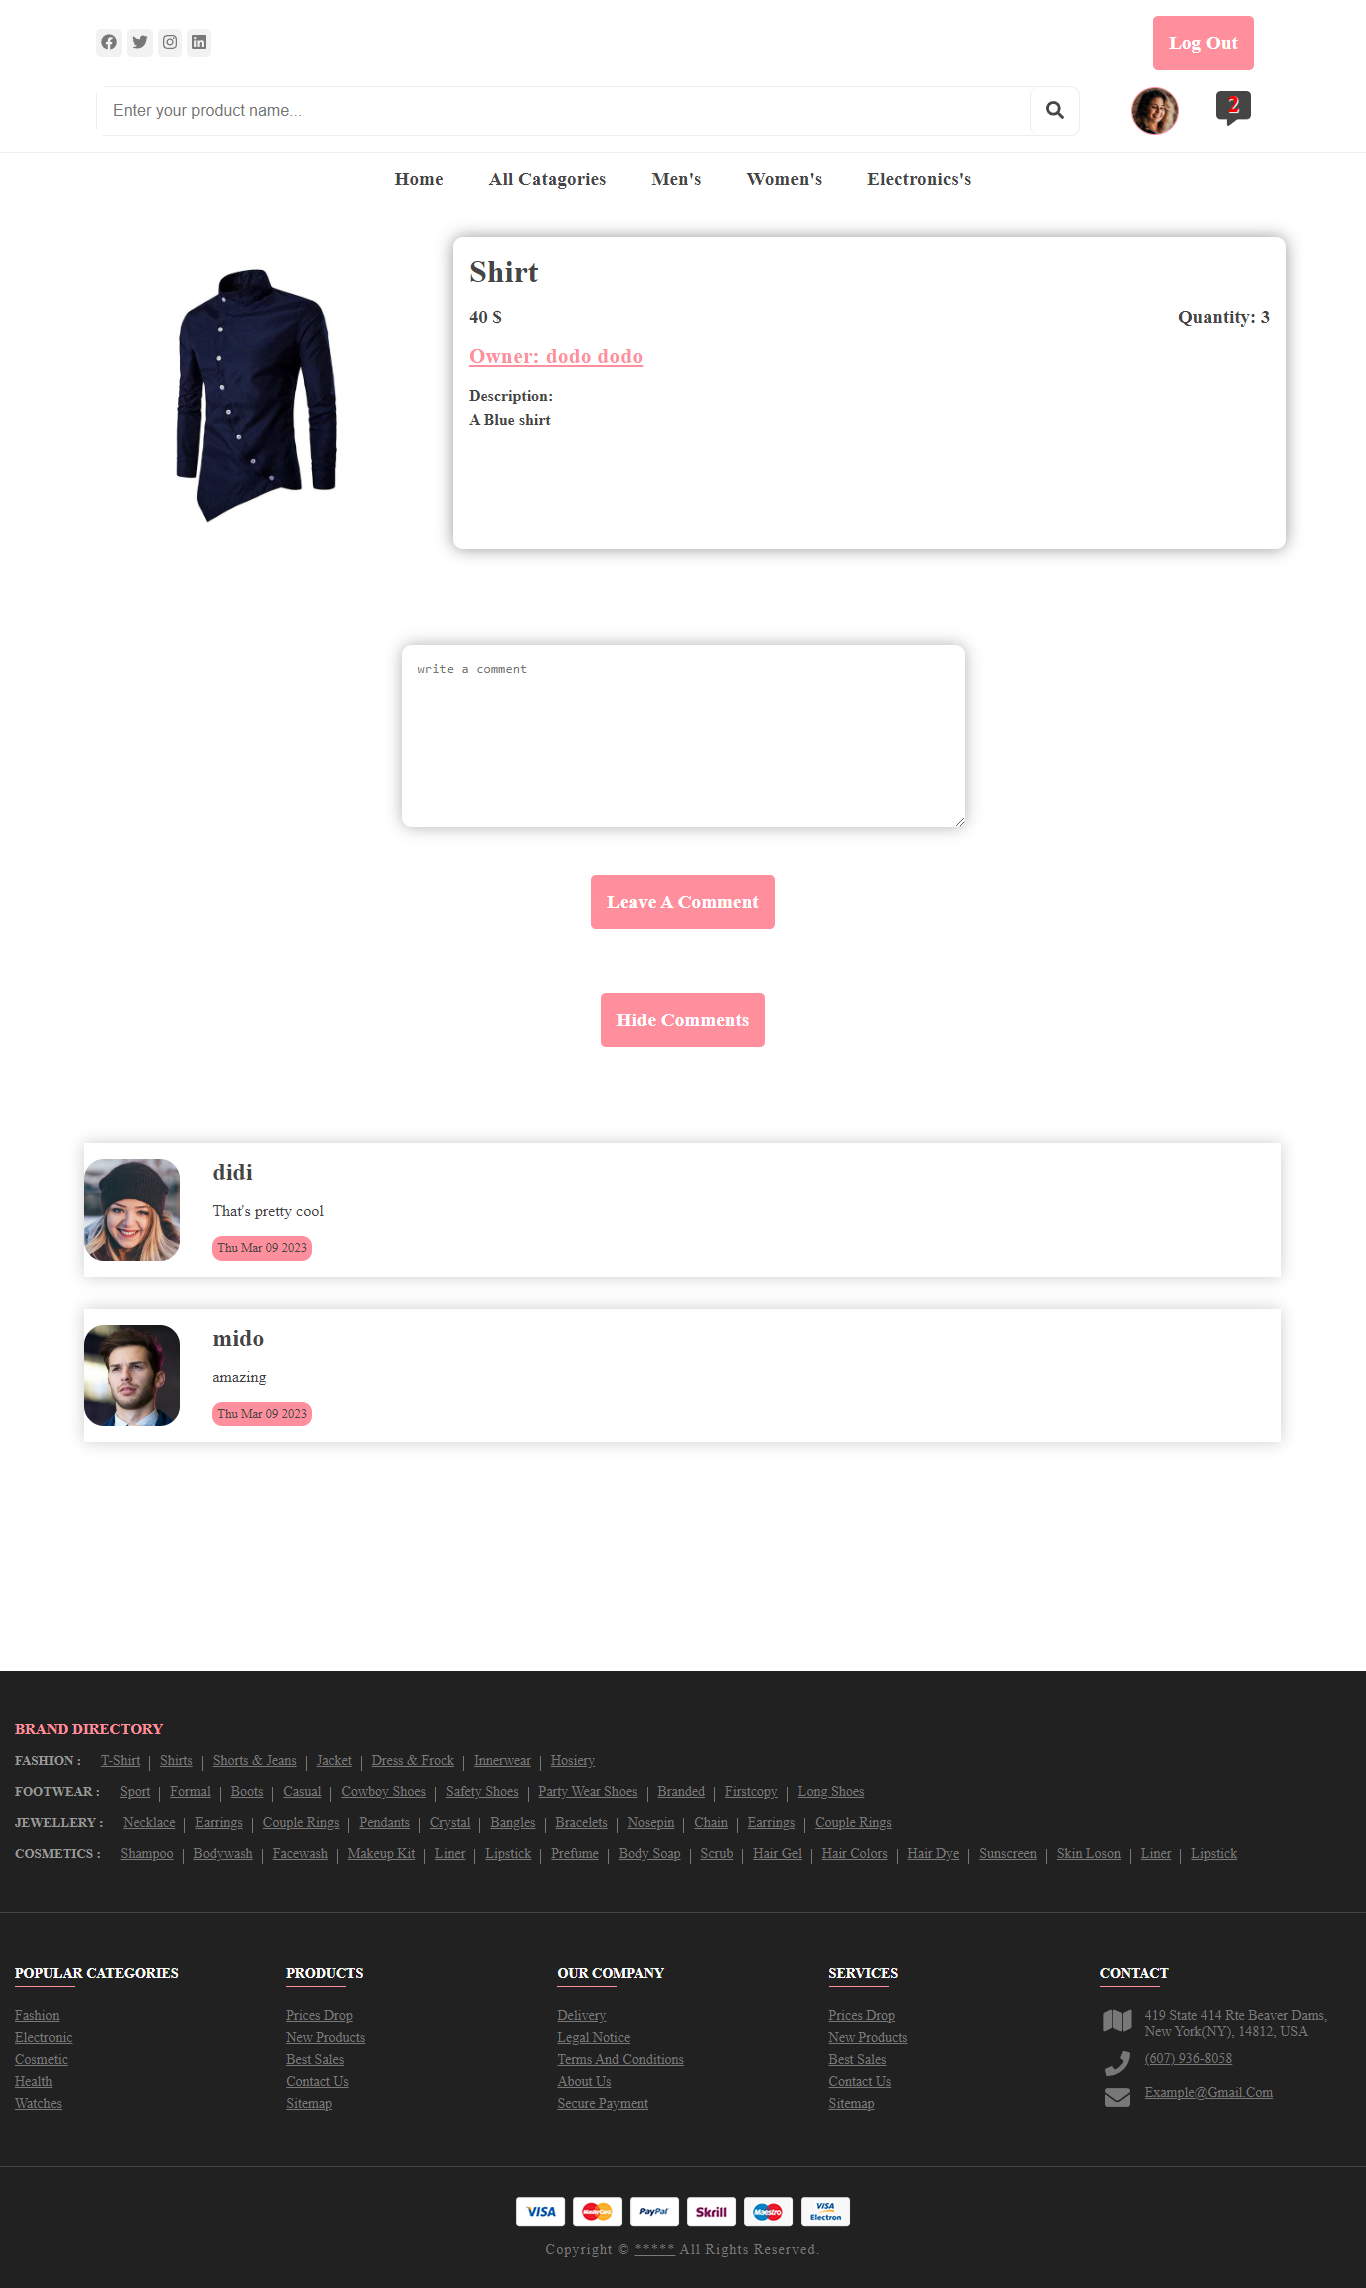 Log Out
Enter your product name...
2
Home All Catagories Men's Women's Electronics's
Shirt
40 $ Quantity: 3
Owner: dodo dodo
Description:
A Blue shirt
write a comment
Leave A Comment
Hide Comments
didi
That's pretty cool
Thu Mar 09 2023
mido
amazing
Thu Mar 09 2023
BRAND DIRECTORY
FASHION : T-Shirt | Shirts | Shorts & Jeans | Jacket | Dress & Frock | Innerwear | Hosiery
FOOTWEAR : Sport | Formal | Boots | Casual | Cowboy Shoes | Safety Shoes | Party Wear Shoes | Branded | Firstcopy | Long Shoes
JEWELLERY : Necklace | Earrings | Couple Rings | Pendants | Crystal | Bangles | Bracelets | Nosepin | Chain | Earrings | Couple Rings
COSMETICS : Shampoo | Bodywash | Facewash | Makeup Kit | Liner | Lipstick | Prefume | Body Soap | Scrub | Hair Gel | Hair Colors | Hair Dye | Sunscreen | Skin Loson | Liner | Lipstick
POPULAR CATEGORIES
Fashion
Electronic
Cosmetic
Health
Watches
PRODUCTS
Prices Drop
New Products
Best Sales
Contact Us
Sitemap
OUR COMPANY
Delivery
Legal Notice
Terms And Conditions
About Us
Secure Payment
SERVICES
Prices Drop
New Products
Best Sales
Contact Us
Sitemap
CONTACT
419 State 414 Rte Beaver Dams,
New York(NY), 14812, USA
(607) 936-8058
Example@Gmail.Com
VISA MasterCard PayPal Skrill Maestro VISA Electron
Copyright © ***** All Rights Reserved.